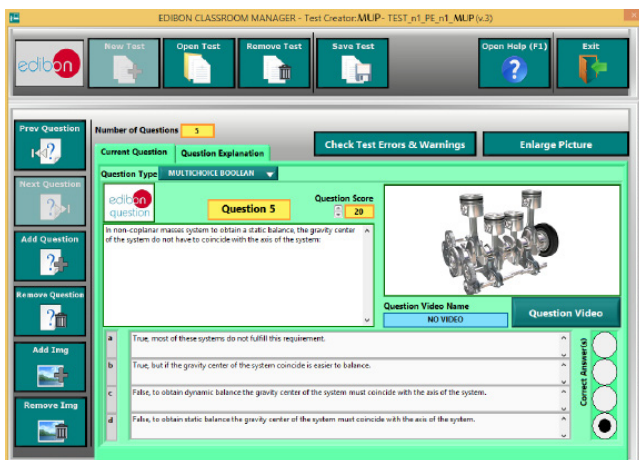 EDIBON CLASSROOM MANAGER - Test Creator:MUP- TEST_n1_PE_n1_MUP (v.3)
edibon
New Test
Open Test
Remove Test
Save Test
Open Help (F1)
Exit
Prev Question
Next Question
Add Question
Remove Question
Add Img
Remove Img
Number of Questions 5
Check Test Errors & Warnings
Enlarge Picture
Current Question
Question Explanation
Question Type MULTICHOICE BOOLEAN
edibon
question
Question 5
Question Score
20
In non-coplanar masses system to obtain a static balance, the gravity center
of the system do not have to coincide with the axis of the system:
Question Video Name
NO VIDEO
Question Video
a True, most of these systems do not fulfill this requirement.
b True, but if the gravity center of the system coincide is easier to balance.
c False, to obtain dynamic balance the gravity center of the system must coincide with the axis of the system.
d False, to obtain static balance the gravity center of the system must coincide with the axis of the system.
Correct Answer(s)